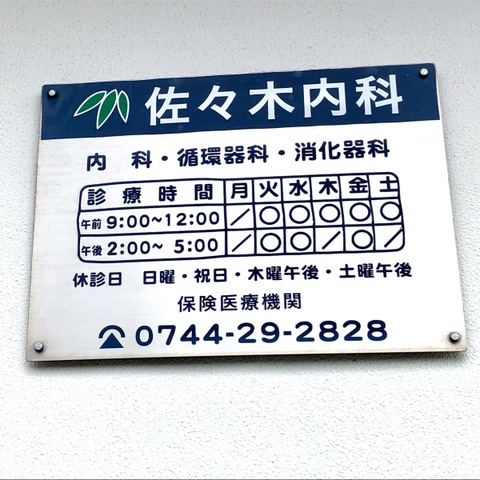 佐々木内科
内 科・循環器科・消化器科
診療時間 月 火 水 木 金 土
午前 9:00~12:00 / ○ ○ ○ ○ ○
午後 2:00~ 5:00 / ○ ○ / ○ /
休診日 日曜・祝日・木曜午後・土曜午後
保険医療機関
☎ 0744-29-2828